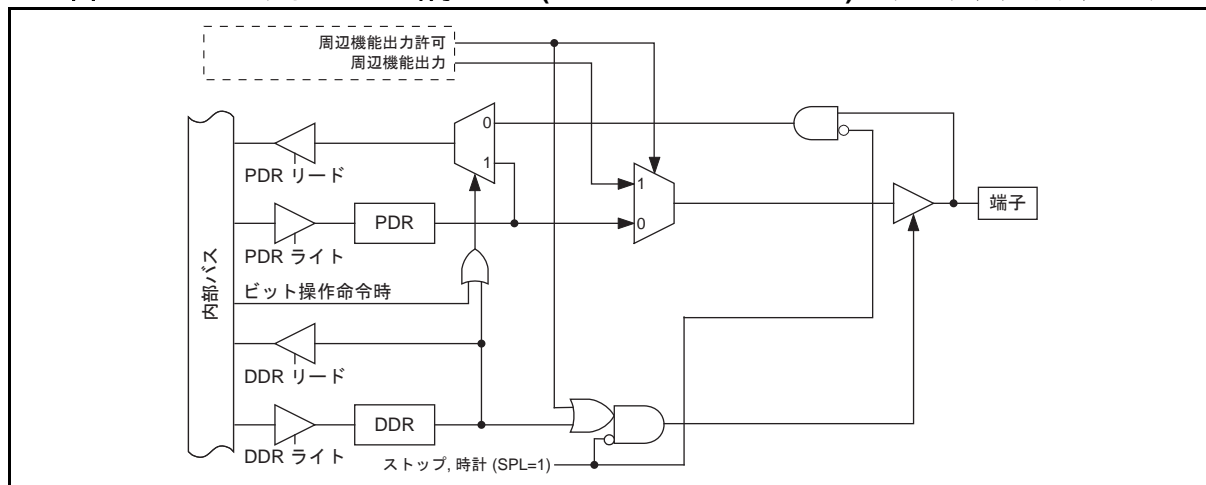 周辺機能出力許可
周辺機能出力
0
1
PDR リード
1
0
端子
PDR
PDR ライト
内部バス
ビット操作命令時
DDR リード
DDR
DDR ライト
ストップ, 時計 (SPL=1)